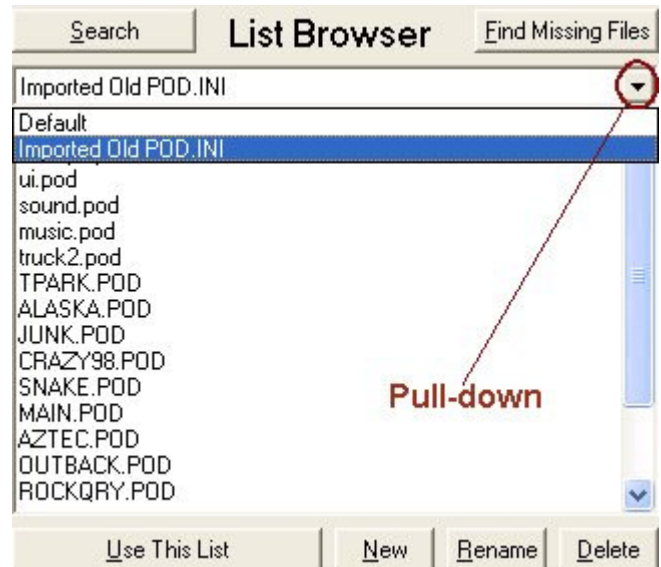 Search List Browser Find Missing Files
Imported Old POD.INI
Default
Imported Old POD.INI
ui.pod
sound.pod
music.pod
truck2.pod
TPARK.POD
ALASKA.POD
JUNK.POD
CRAZY98.POD
SNAKE.POD
Pull-down
MAIN.POD
AZTEC.POD
OUTBACK.POD
ROCKQRY.POD
Use This List New Rename Delete